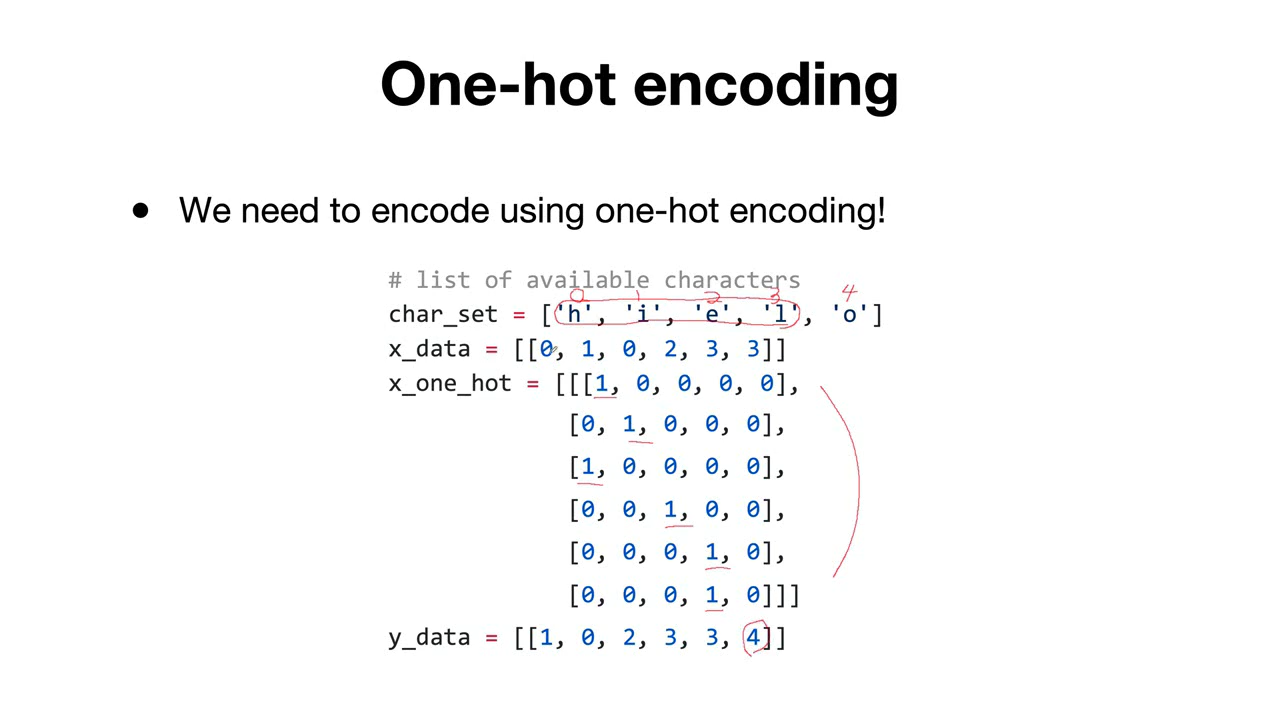 One-hot encoding
● We need to encode using one-hot encoding!
# list of available characters
0 1 2 3 4
char_set = ['h', 'i', 'e', 'l', 'o']
x_data = [[0, 1, 0, 2, 3, 3]]
x_one_hot = [[[1, 0, 0, 0, 0],
[0, 1, 0, 0, 0],
[1, 0, 0, 0, 0],
[0, 0, 1, 0, 0],
[0, 0, 0, 1, 0],
[0, 0, 0, 1, 0]]]
y_data = [[1, 0, 2, 3, 3, 4]]